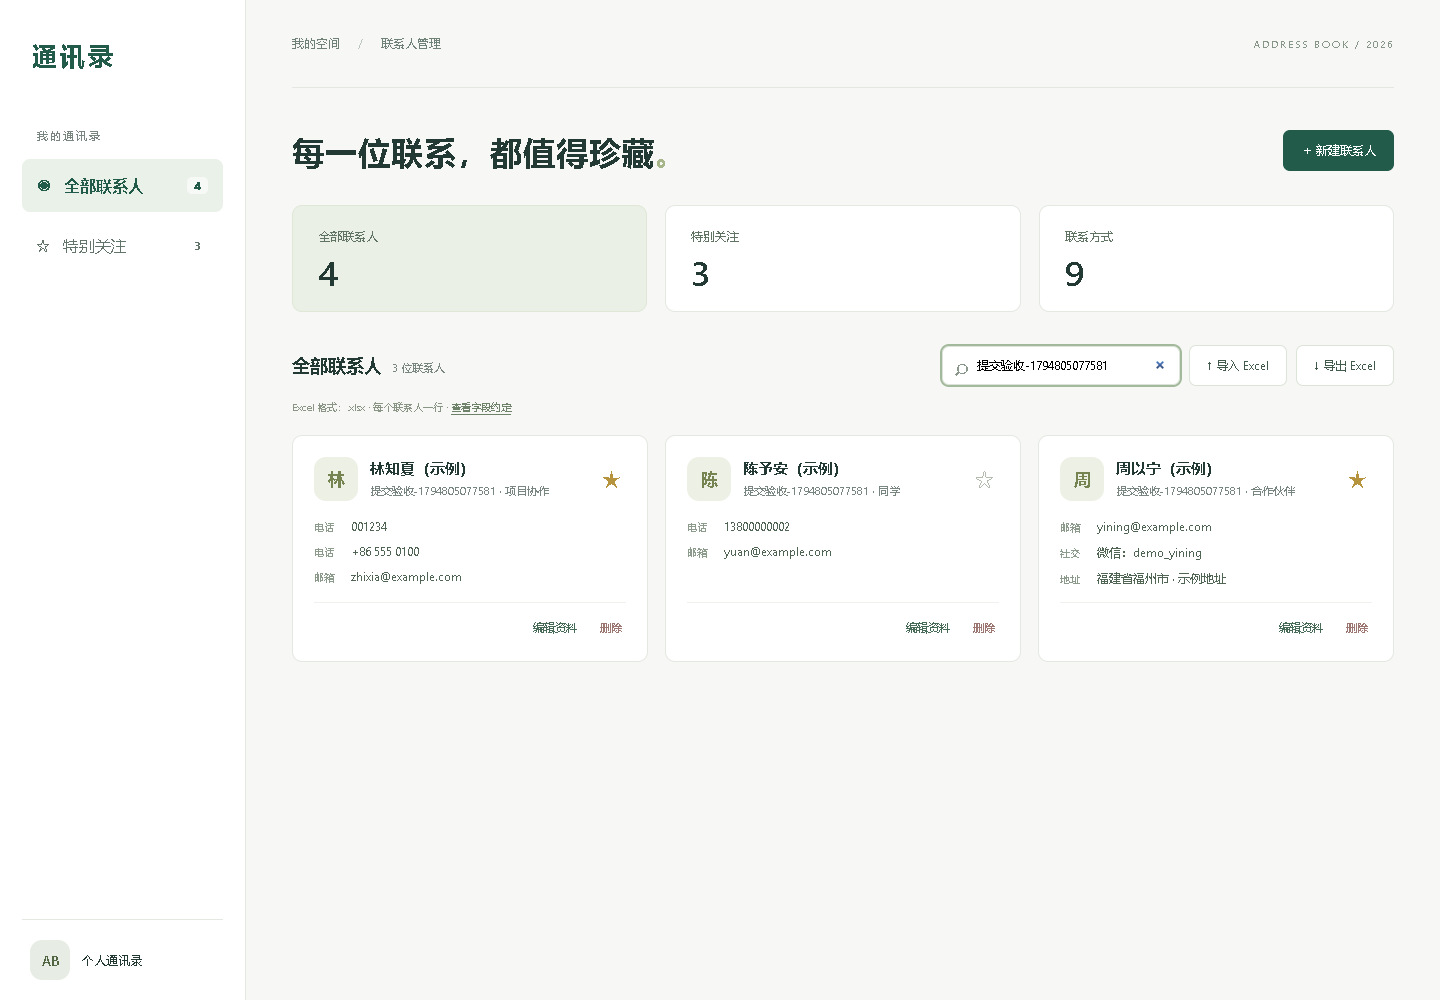 通讯录
我的通讯录
全部联系人 4
☆ 特别关注 3
AB 个人通讯录
我的空间 / 联系人管理
ADDRESS BOOK / 2026
每一位联系，都值得珍藏。
+ 新建联系人
全部联系人
4
特别关注
3
联系方式
9
全部联系人 3 位联系人
提交验收-1794805077581 ×
↑ 导入 Excel
↓ 导出 Excel
Excel 格式：.xlsx · 每个联系人一行 · 查看字段约定
林
林知夏（示例）
提交验收-1794805077581 · 项目协作
★
电话 001234
电话 +86 555 0100
邮箱 zhixia@example.com
编辑资料 删除
陈
陈予安（示例）
提交验收-1794805077581 · 同学
☆
电话 13800000002
邮箱 yuan@example.com
编辑资料 删除
周
周以宁（示例）
提交验收-1794805077581 · 合作伙伴
★
邮箱 yining@example.com
社交 微信：demo_yining
地址 福建省福州市 · 示例地址
编辑资料 删除